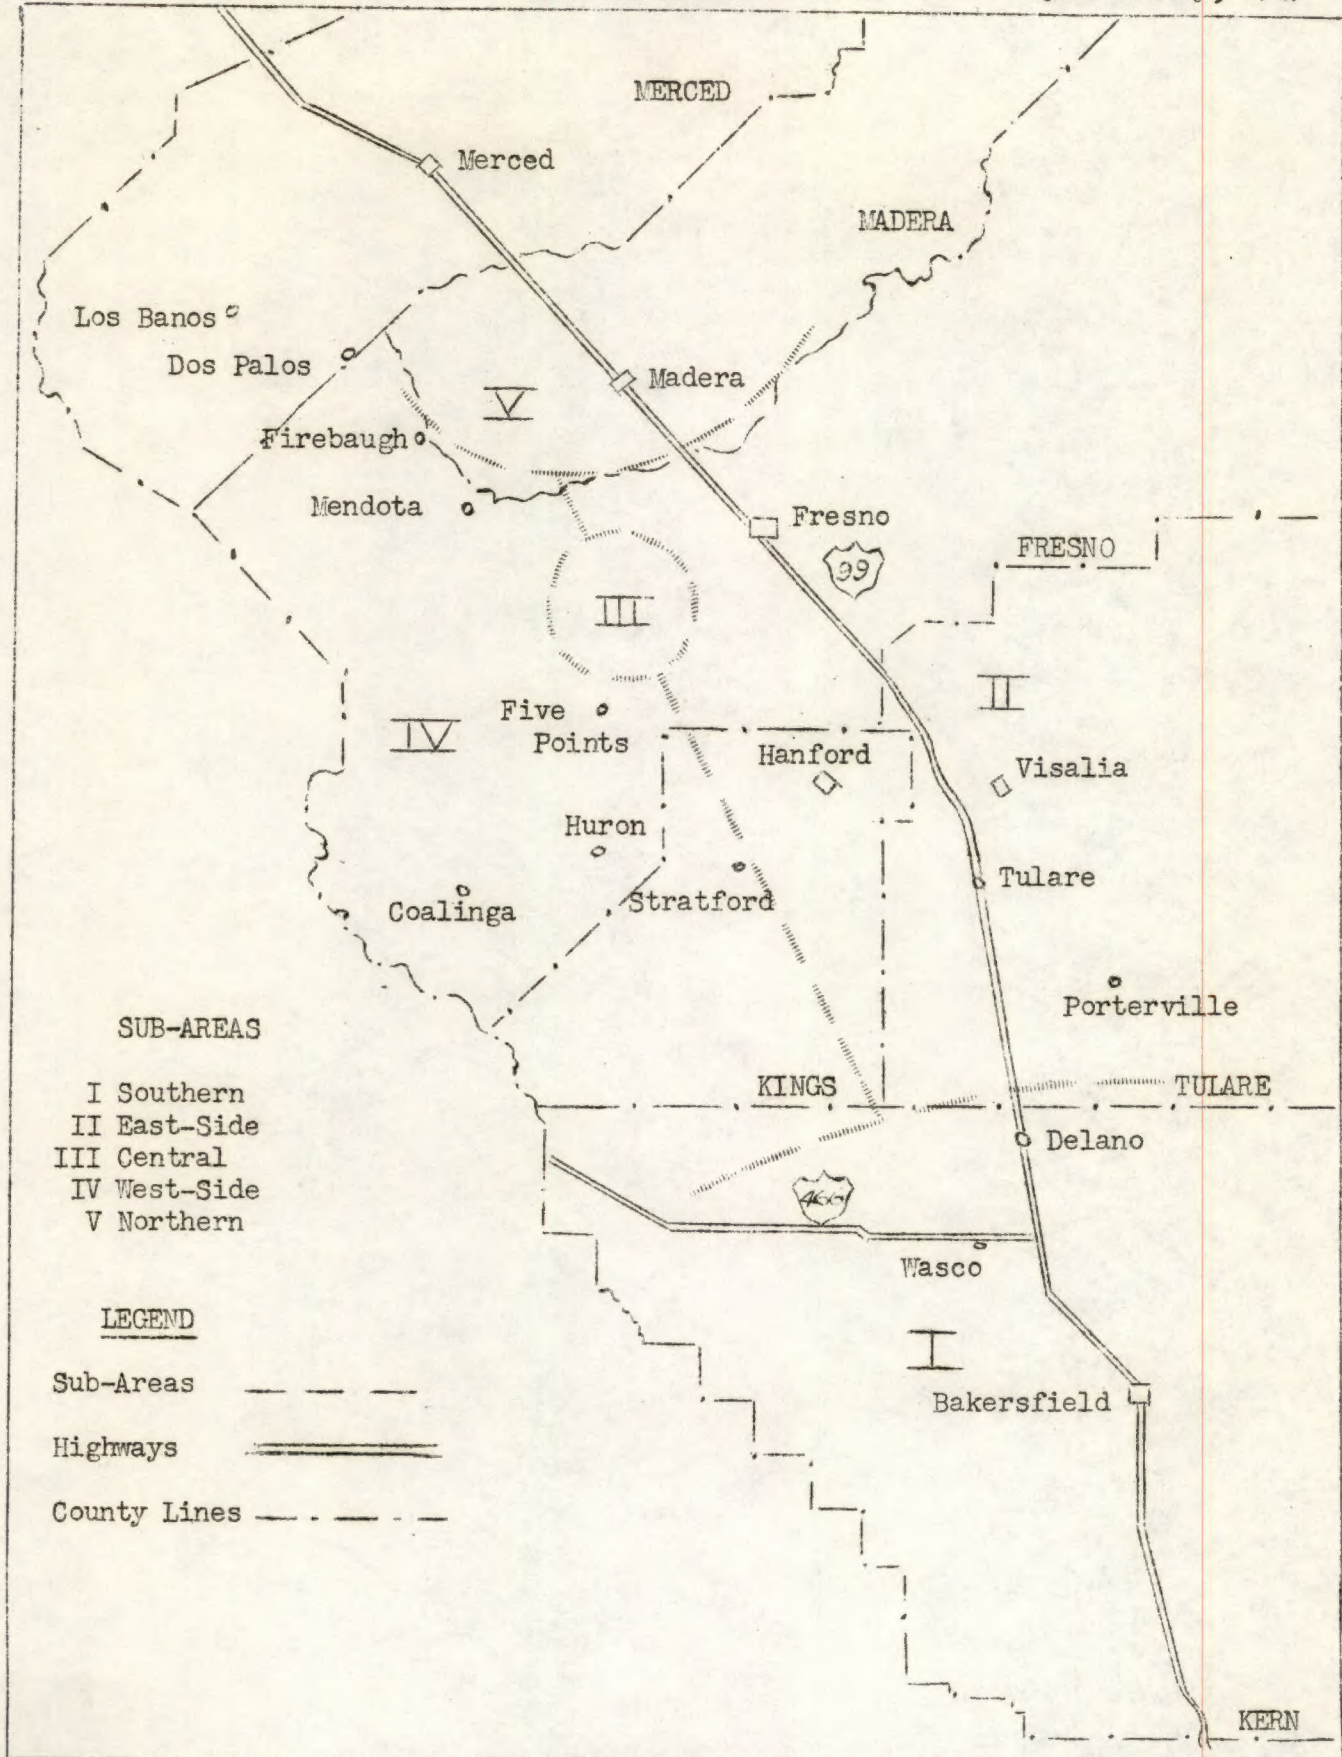 MERCED
Merced
MADERA
Los Banos
Dos Palos
Madera
V
Firebaugh
Mendota
Fresno
FRESNO
99
III
II
Five
Points
IV
Hanford
Visalia
Huron
Tulare
Stratford
Coalinga
Porterville
SUB-AREAS
I Southern
II East-Side
III Central
IV West-Side
V Northern
KINGS
TULARE
Delano
466
Wasco
LEGEND
I
Sub-Areas
Bakersfield
Highways
County Lines
KERN